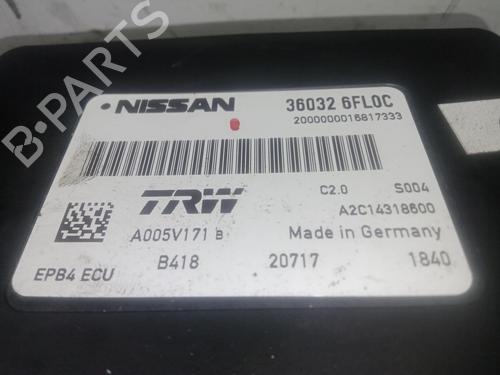 NISSAN 36032 6FL0C
2000000016817333
TRW C2.0 S004
A2C14318600
A005V171 B Made in Germany
EPB4 ECU B418 20717 1840
B-PARTS